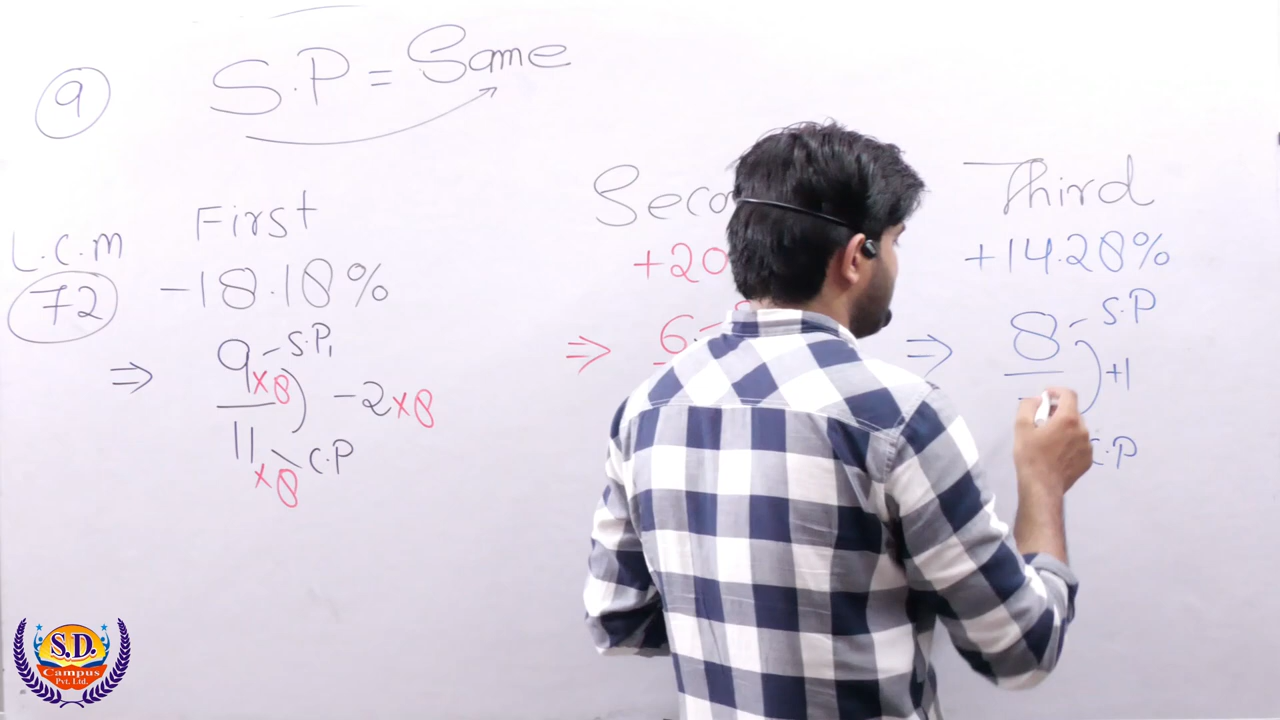 9
S.P = Same
First
Third
L.C.M
72
-18.18%
+20
+14.28%
⇒ 9×8 - S.P₁
-2×8
11×8 - C.P
⇒ 6
⇒ 8 - S.P
+1
C.P
S.D.
Campus
Pvt. Ltd.